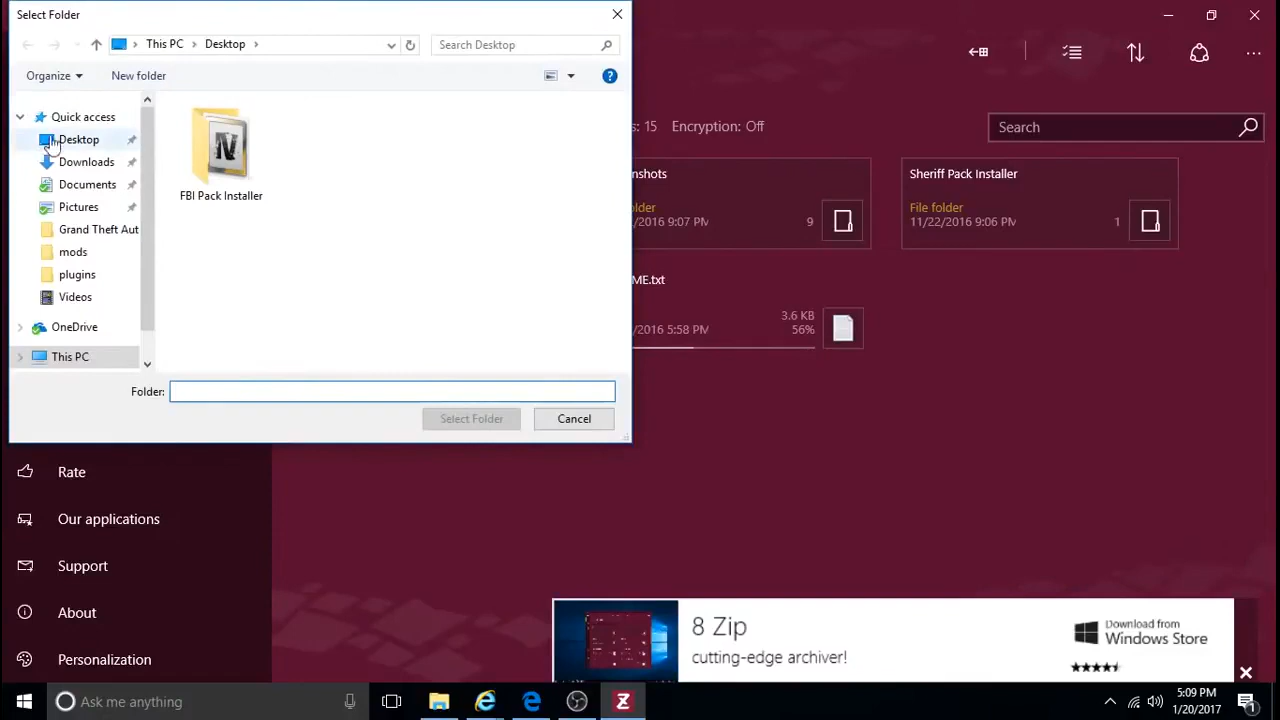 Select Folder
This PC
Desktop
Search Desktop
Organize
New folder
Quick access
Desktop
Downloads
Documents
Pictures
Grand Theft Aut
mods
plugins
Videos
OneDrive
This PC
FBI Pack Installer
Folder:
Select Folder
Cancel
s: 15 Encryption: Off
Search
nshots
older
/2016 9:07 PM
9
Sheriff Pack Installer
File folder
11/22/2016 9:06 PM
1
ME.txt
3.6 KB
/2016 5:58 PM
56%
Rate
Our applications
Support
About
Personalization
8 Zip
cutting-edge archiver!
Download from
Windows Store
Ask me anything
5:09 PM
1/20/2017
1